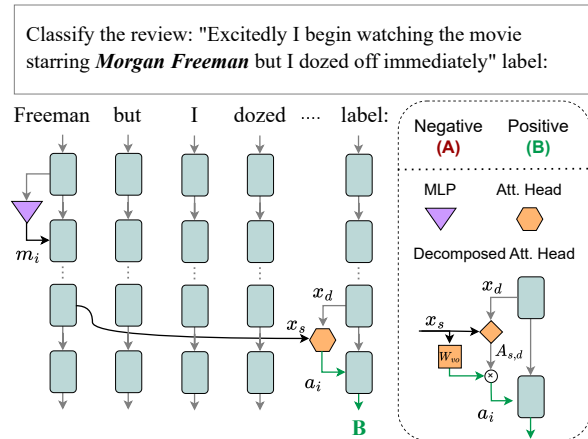 Classify the review: "Excitedly I begin watching the movie
starring Morgan Freeman but I dozed off immediately" label:
Freeman but I dozed .... label:
Negative Positive
(A) (B)
MLP Att. Head
Decomposed Att. Head
m_i
x_d
x_s
a_i
B
x_d
x_s
W_vo
A_s,d
×
a_i